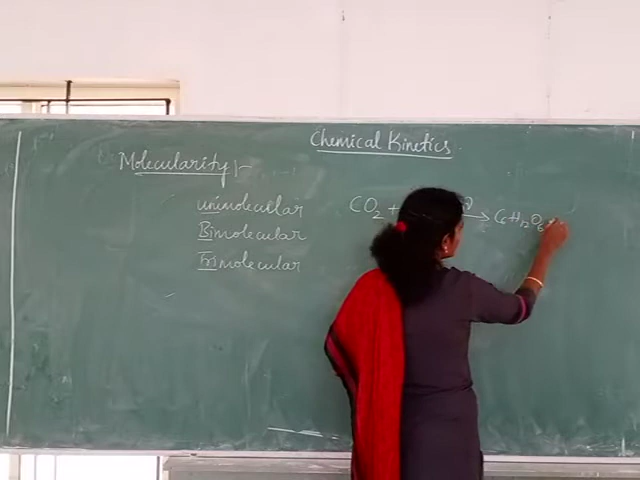 Chemical Kinetics
Molecularity :-
unimolecular
Bimolecular
Trimolecular
CO₂ + → C₆H₁₂O₆ +